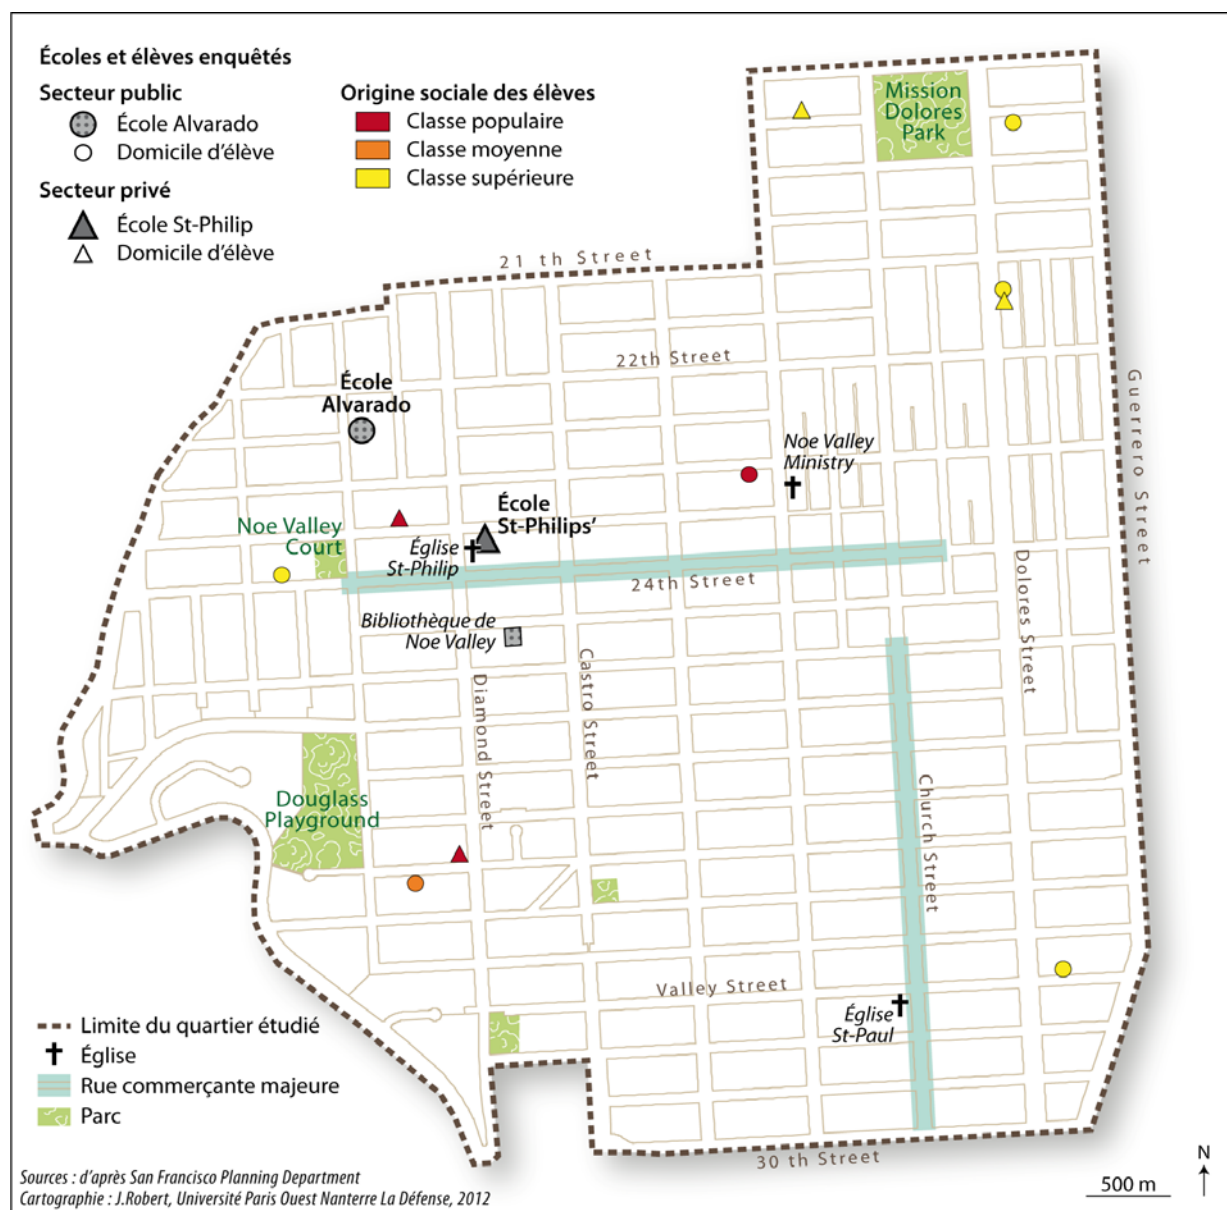 Écoles et élèves enquêtés
Secteur public
École Alvarado
Domicile d'élève
Secteur privé
École St-Philip
Domicile d'élève
Origine sociale des élèves
Classe populaire
Classe moyenne
Classe supérieure
Mission
Dolores
Park
21 th Street
22th Street
École
Alvarado
Guerrero Street
Noe Valley
Ministry
École
St-Philips'
Noe Valley
Court
Église
St-Philip
24th Street
Dolores Street
Bibliothèque de
Noe Valley
Castro Street
Diamond Street
Douglass
Playground
Church Street
Valley Street
Église
St-Paul
Limite du quartier étudié
Église
Rue commerçante majeure
Parc
30 th Street
Sources : d'après San Francisco Planning Department
Cartographie : J.Robert, Université Paris Ouest Nanterre La Défense, 2012
500 m
N